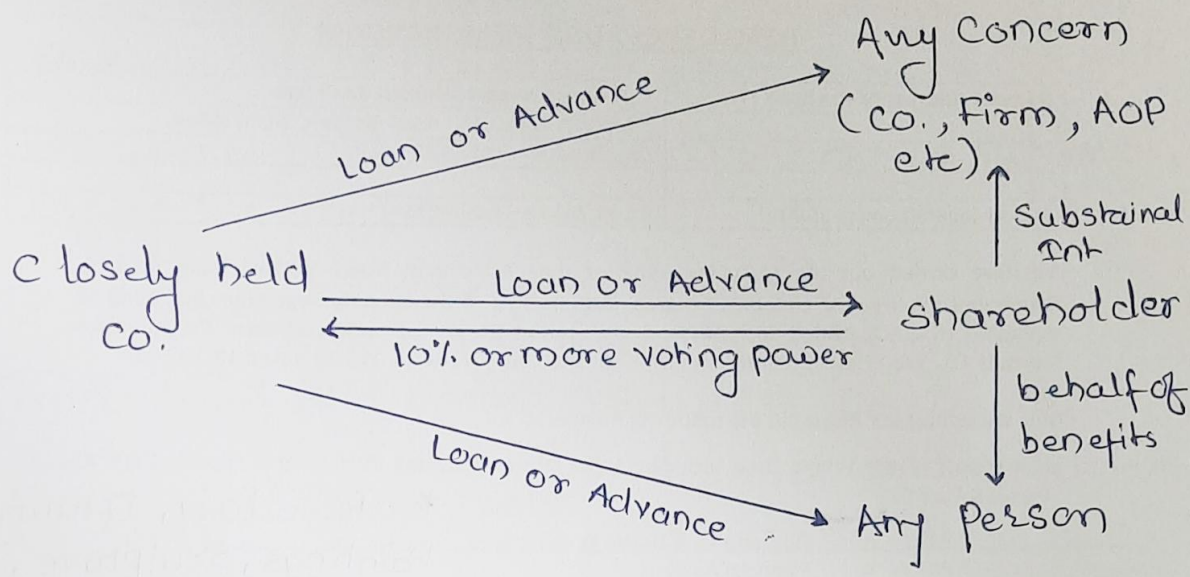 Any Concern
(CO., Firm, AOP
etc)
Loan or Advance
Substainal
Int
Closely held
CO.
Loan or Advance
Shareholder
10% or more voting power
behalf of
benefits
Loan or Advance
Any Person